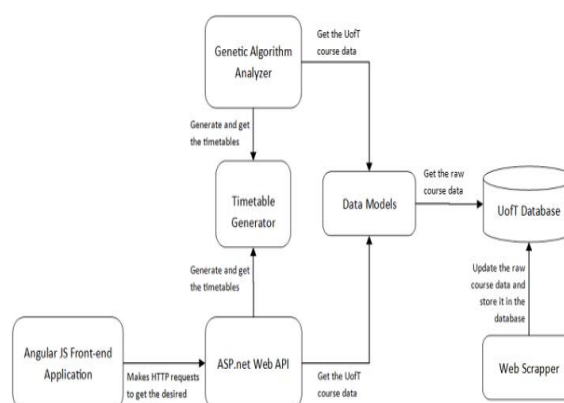 Genetic Algorithm
Analyzer
Get the UofT
course data
Generate and get
the timetables
Timetable
Generator
Data Models
Get the raw
course data
UofT Database
Generate and get
the timetables
Update the raw
course data and
store it in the
database
Angular JS Front-end
Application
Makes HTTP requests
to get the desired
ASP.net Web API
Get the UofT
course data
Web Scrapper